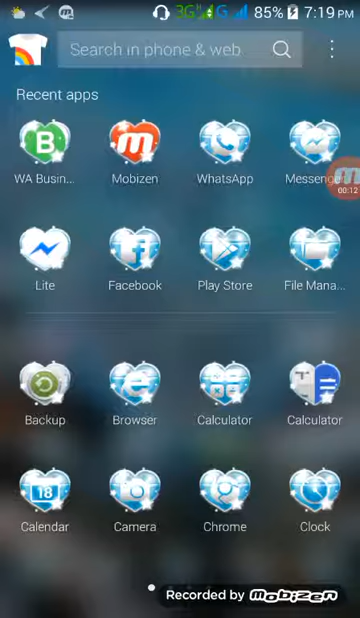 3G H 4G 85% 7:19 PM
Search in phone & web
Recent apps
B m
WA Busin... Mobizen WhatsApp Messenger
00:12
Lite Facebook Play Store File Mana...
Backup Browser Calculator Calculator
18
Calendar Camera Chrome Clock
Recorded by mobizen